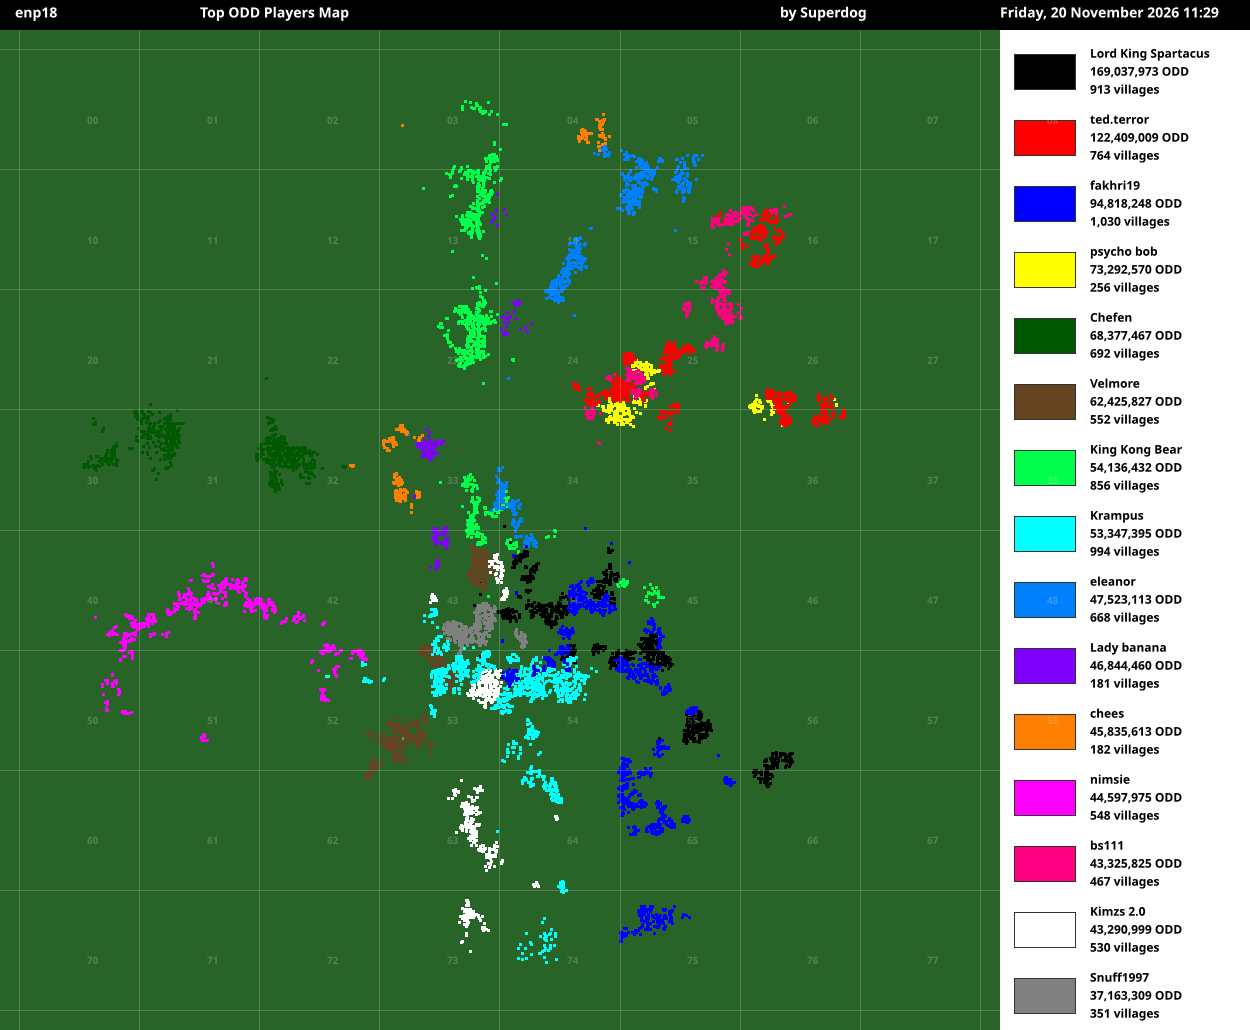 enp18 Top ODD Players Map by Superdog Friday, 20 November 2026 11:29
Lord King Spartacus
169,037,973 ODD
913 villages
ted.terror
122,409,009 ODD
764 villages
fakhri19
94,818,248 ODD
1,030 villages
psycho bob
73,292,570 ODD
256 villages
Chefen
68,377,467 ODD
692 villages
Velmore
62,425,827 ODD
552 villages
King Kong Bear
54,136,432 ODD
856 villages
Krampus
53,347,395 ODD
994 villages
eleanor
47,523,113 ODD
668 villages
Lady banana
46,844,460 ODD
181 villages
chees
45,835,613 ODD
182 villages
nimsie
44,597,975 ODD
548 villages
bs111
43,325,825 ODD
467 villages
Kimzs 2.0
43,290,999 ODD
530 villages
Snuff1997
37,163,309 ODD
351 villages
00 01 02 03 04 05 06 07
10 11 12 13 15 16 17
20 21 22 23 24 25 26 27
30 31 32 33 34 35 36 37 38
40 41 42 43 44 45 46 47 48
50 51 52 53 54 55 56 57 58
60 61 62 63 64 65 66 67
70 71 72 73 74 75 76 77